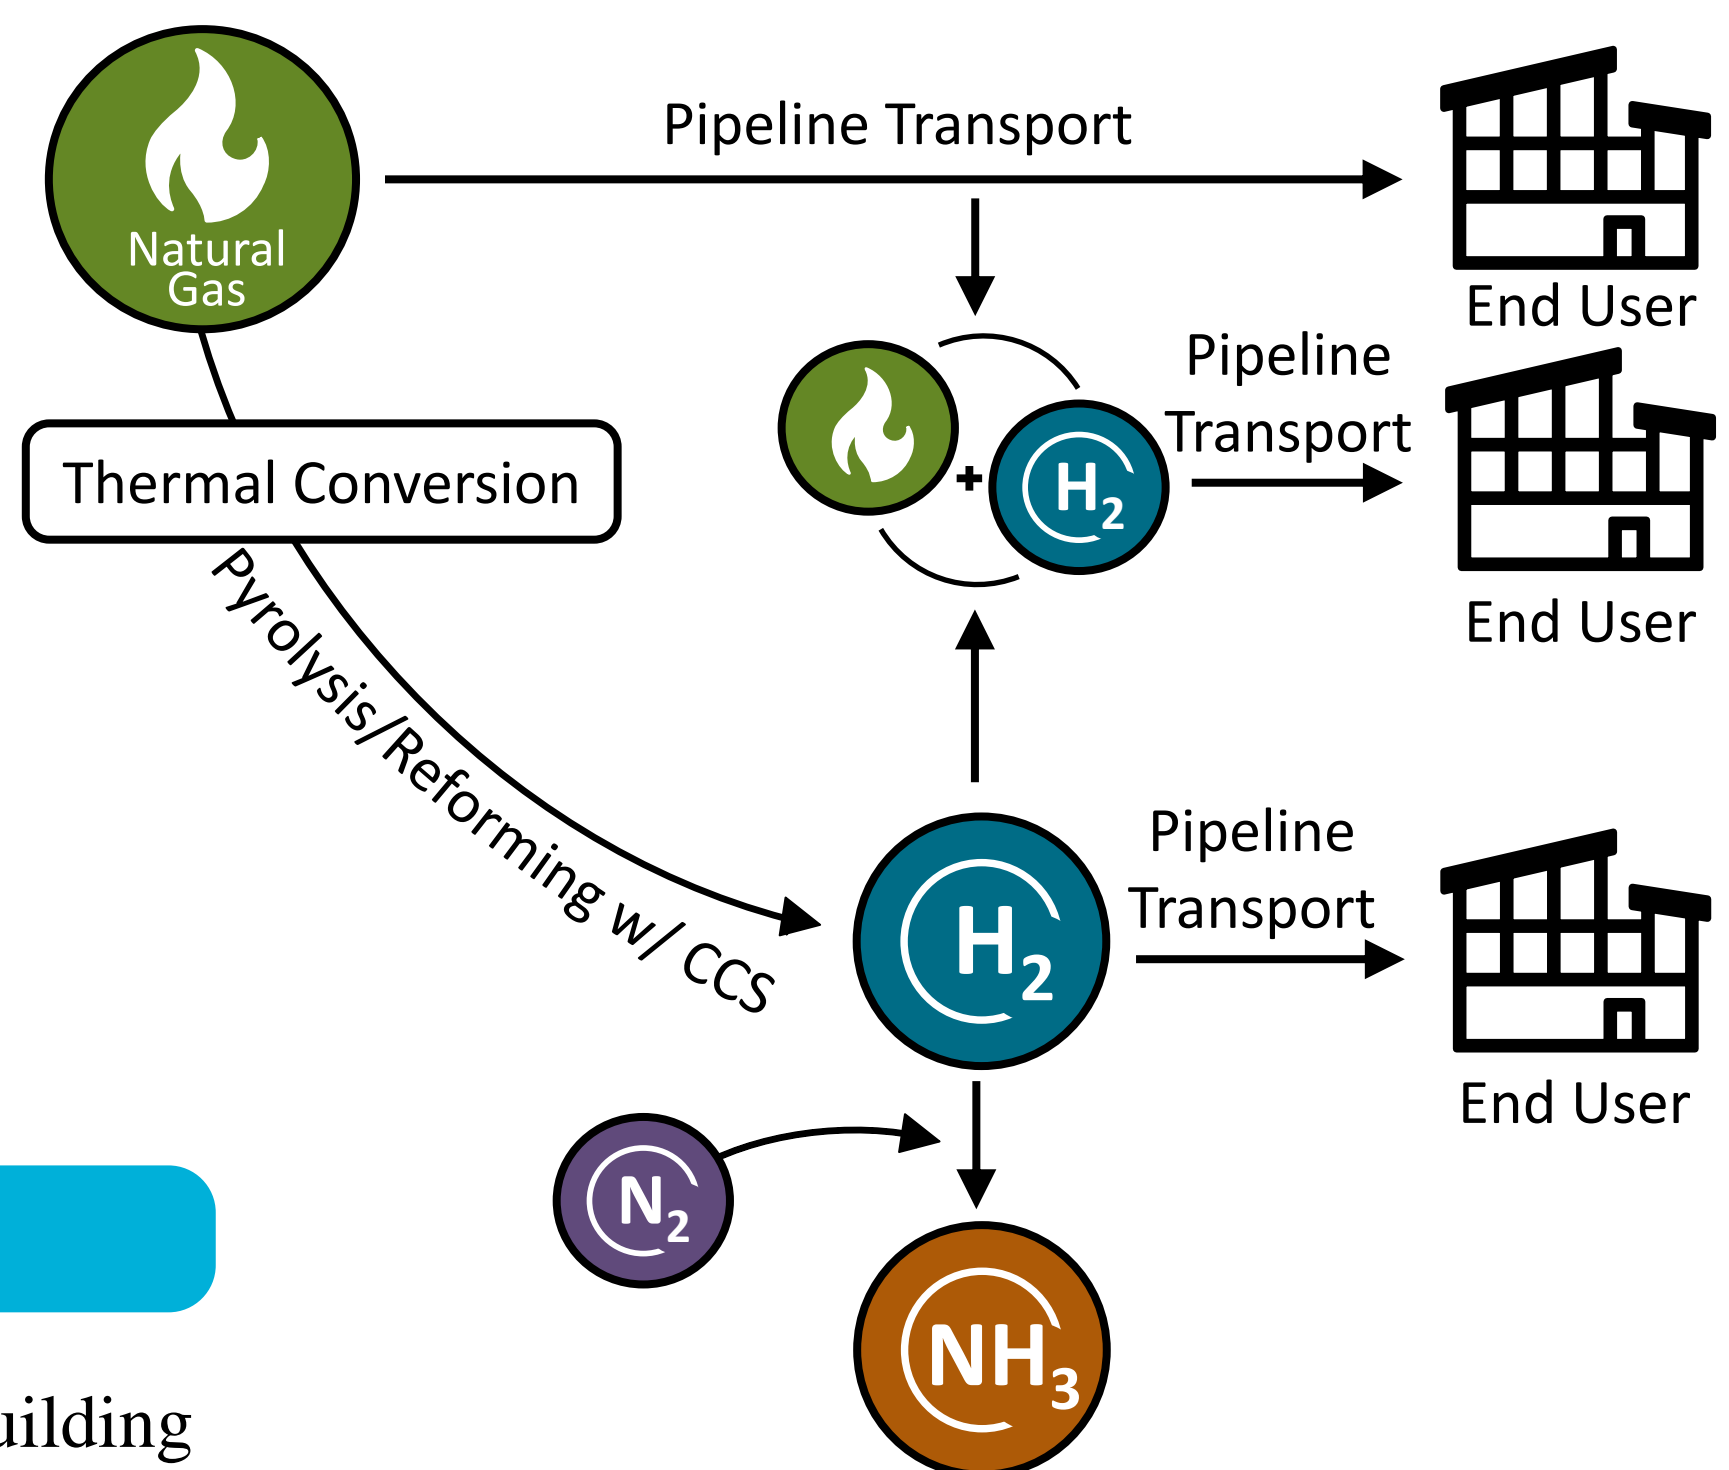 Pipeline Transport
Natural
Gas
End User
Pipeline
Transport
Thermal Conversion
+
H2
End User
Pyrolysis/Reforming w/ CCS
Pipeline
Transport
H2
End User
N2
NH3
uilding